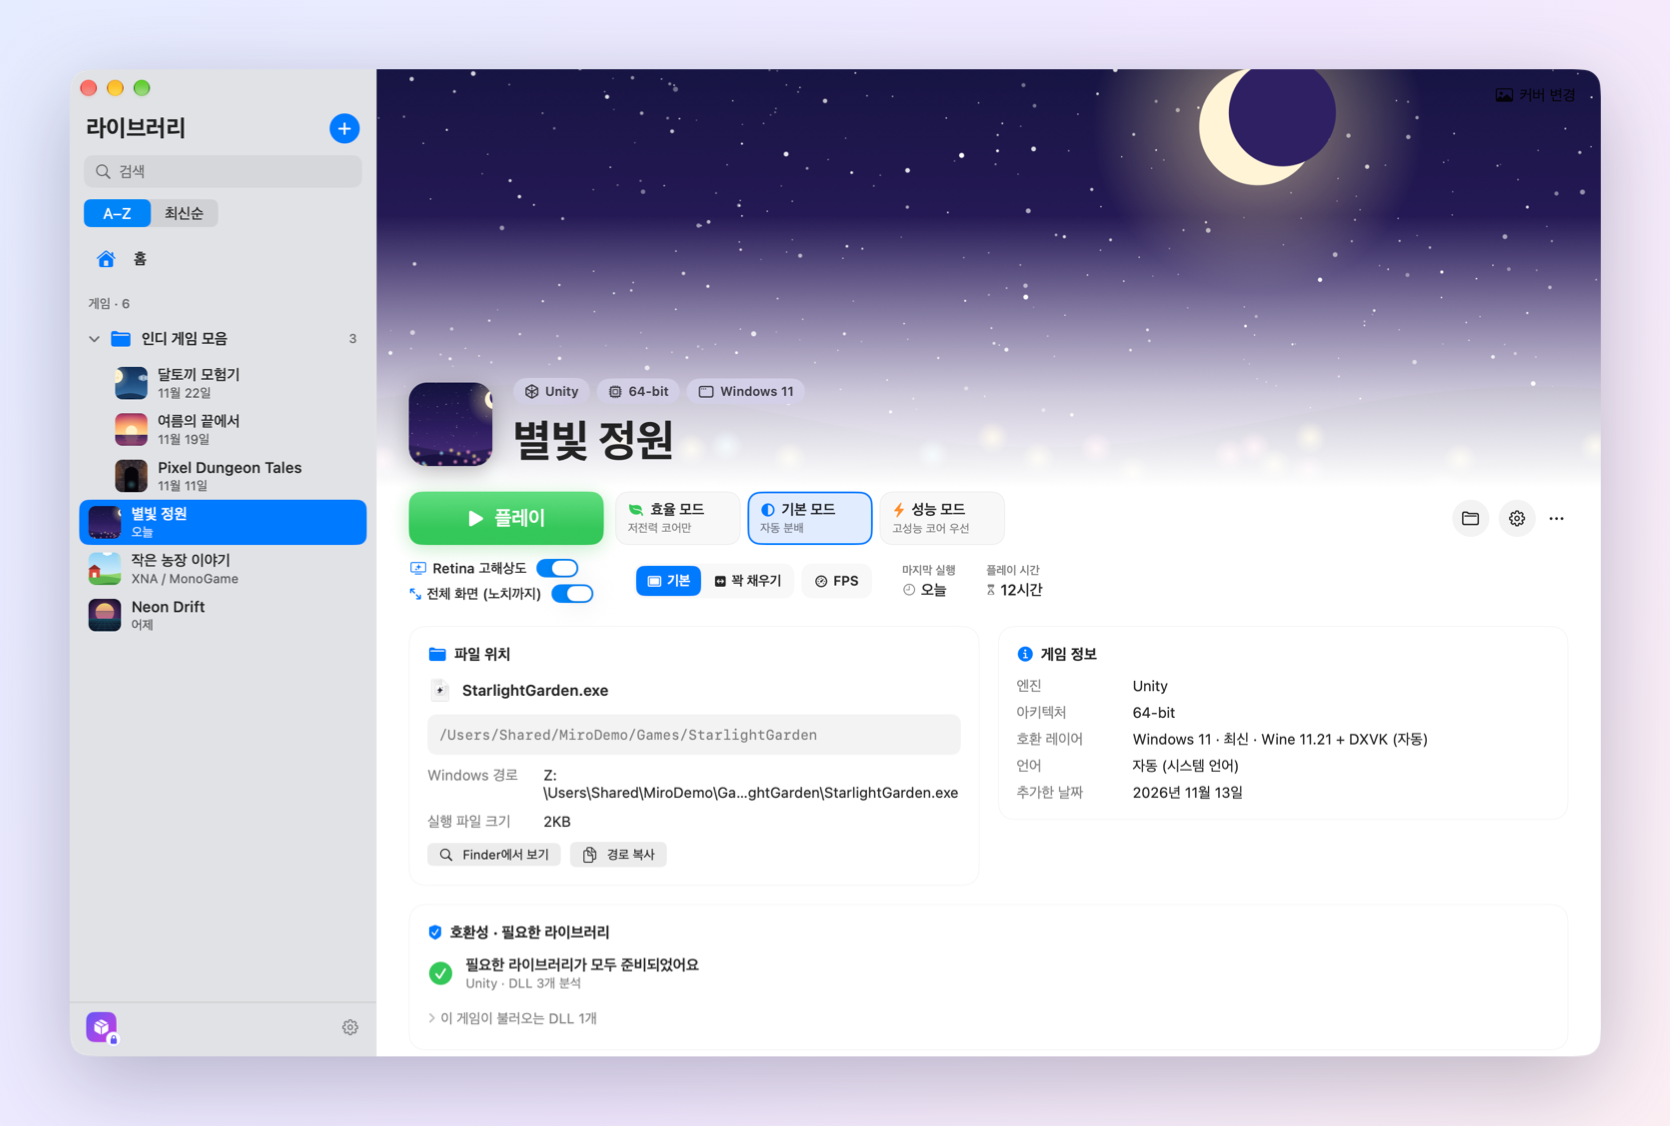 라이브러리
검색
A–Z 최신순
홈
게임 · 6
인디 게임 모음 3
달토끼 모험기
11월 22일
여름의 끝에서
11월 19일
Pixel Dungeon Tales
11월 11일
별빛 정원
오늘
작은 농장 이야기
XNA / MonoGame
Neon Drift
어제
커버 변경
Unity 64-bit Windows 11
별빛 정원
플레이
효율 모드
저전력 코어만
기본 모드
자동 분배
성능 모드
고성능 코어 우선
Retina 고해상도
전체 화면 (노치까지)
기본 꽉 채우기 FPS
마지막 실행
오늘
플레이 시간
12시간
파일 위치
StarlightGarden.exe
/Users/Shared/MiroDemo/Games/StarlightGarden
Windows 경로 Z:
\Users\Shared\MiroDemo\Ga...ghtGarden\StarlightGarden.exe
실행 파일 크기 2KB
Finder에서 보기 경로 복사
게임 정보
엔진 Unity
아키텍처 64-bit
호환 레이어 Windows 11 · 최신 · Wine 11.21 + DXVK (자동)
언어 자동 (시스템 언어)
추가한 날짜 2026년 11월 13일
호환성 · 필요한 라이브러리
필요한 라이브러리가 모두 준비되었어요
Unity · DLL 3개 분석
이 게임이 불러오는 DLL 1개